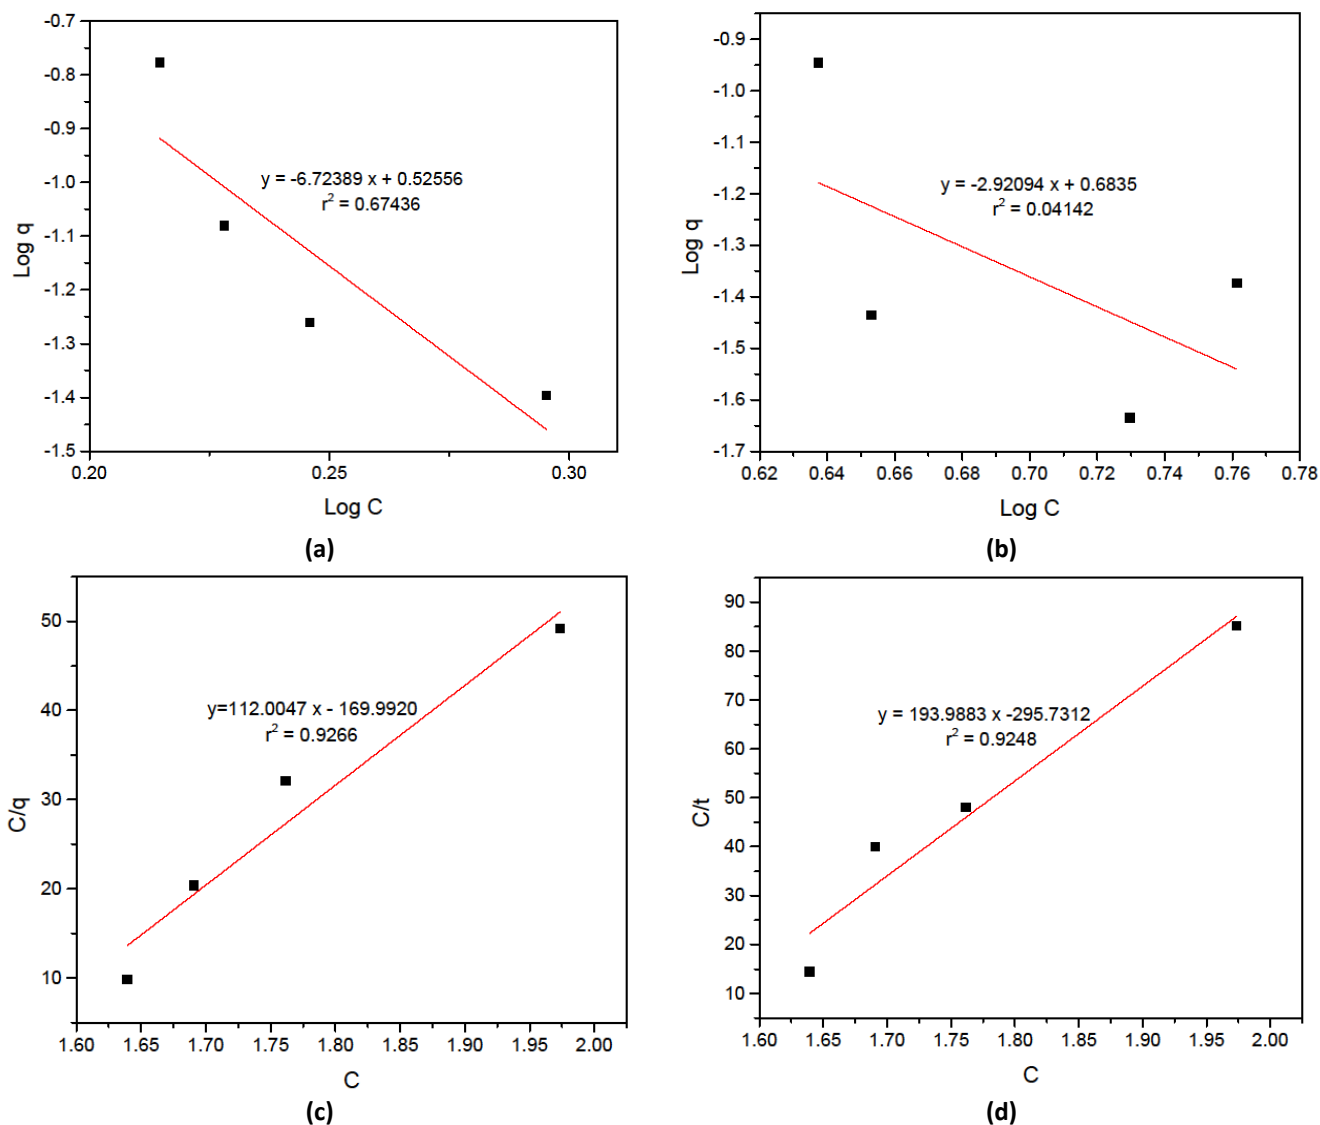 -0.7
-0.8
-0.9
-1.0
-1.1
-1.2
-1.3
-1.4
-1.5
Log q
y = -6.72389 x + 0.52556
r² = 0.67436
0.20 0.25 0.30
Log C
(a)
-0.9
-1.0
-1.1
-1.2
-1.3
-1.4
-1.5
-1.6
-1.7
Log q
y = -2.92094 x + 0.6835
r² = 0.04142
0.62 0.64 0.66 0.68 0.70 0.72 0.74 0.76 0.78
Log C
(b)
50
40
30
20
10
C/q
y=112.0047 x - 169.9920
r² = 0.9266
1.60 1.65 1.70 1.75 1.80 1.85 1.90 1.95 2.00
C
(c)
90
80
70
60
50
40
30
20
10
C/t
y = 193.9883 x -295.7312
r² = 0.9248
1.60 1.65 1.70 1.75 1.80 1.85 1.90 1.95 2.00
C
(d)